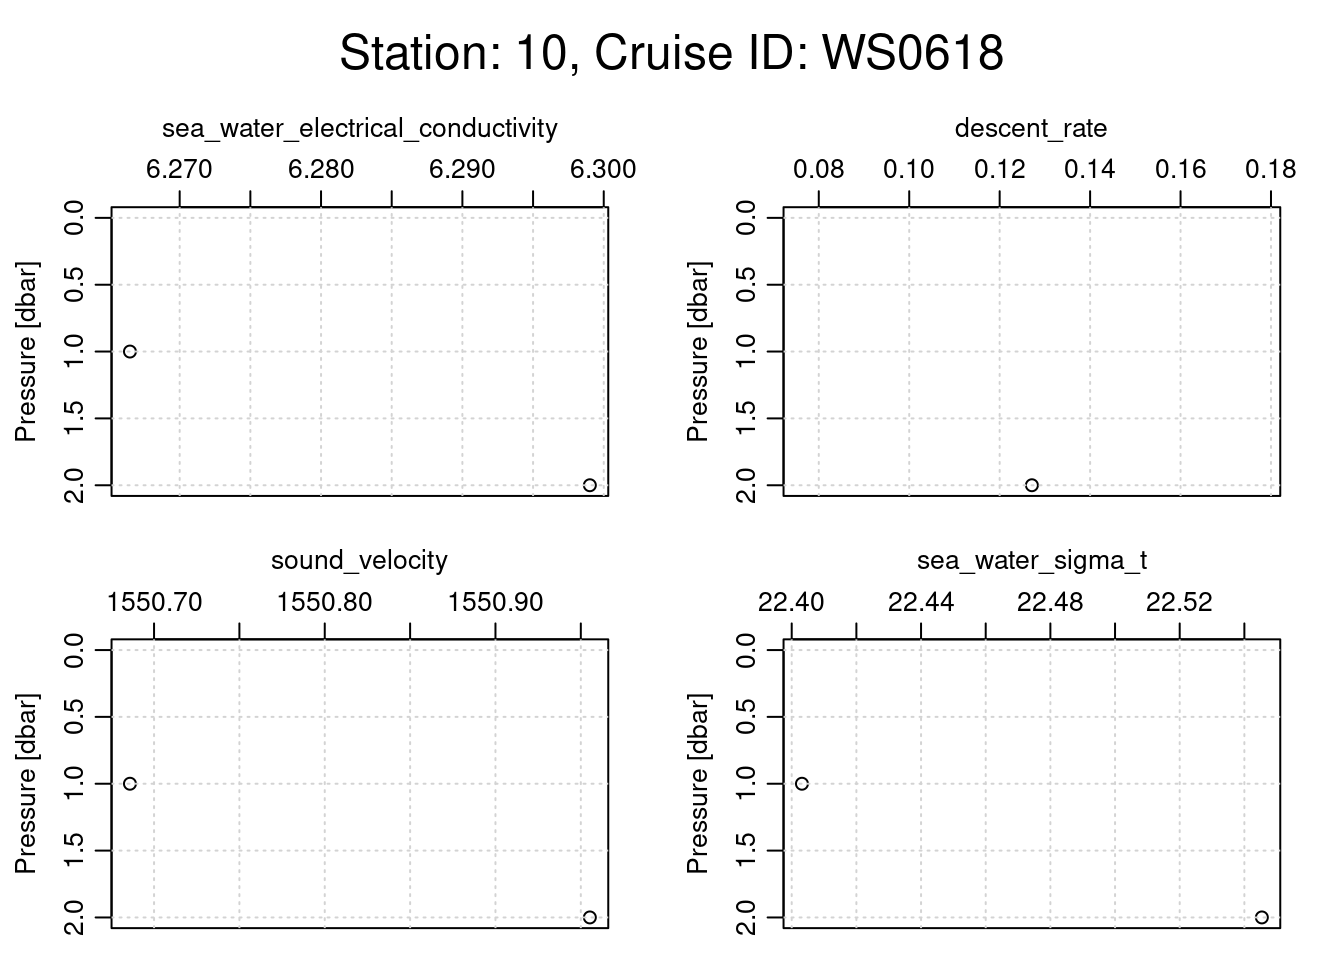 Station: 10, Cruise ID: WS0618
sea_water_electrical_conductivity
6.270 6.280 6.290 6.300
Pressure [dbar]
0.0 0.5 1.0 1.5 2.0
descent_rate
0.08 0.10 0.12 0.14 0.16 0.18
Pressure [dbar]
0.0 0.5 1.0 1.5 2.0
sound_velocity
1550.70 1550.80 1550.90
Pressure [dbar]
0.0 0.5 1.0 1.5 2.0
sea_water_sigma_t
22.40 22.44 22.48 22.52
Pressure [dbar]
0.0 0.5 1.0 1.5 2.0